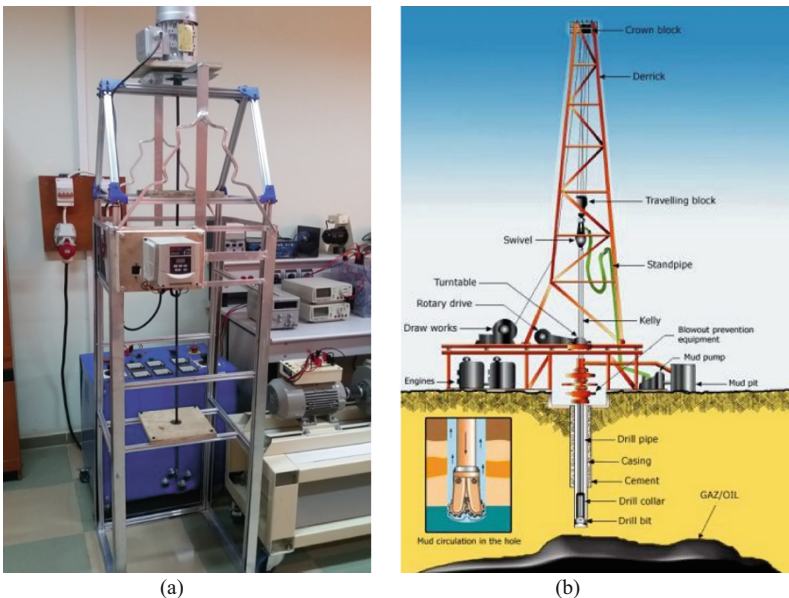 Crown block
Derrick
Travelling block
Swivel
Standpipe
Turntable
Rotary drive
Kelly
Draw works
Blowout prevention
equipment
Mud pump
Engines
Mud pit
Drill pipe
Casing
Cement
GAZ/OIL
Drill collar
Drill bit
Mud circulation in the hole
(a)
(b)